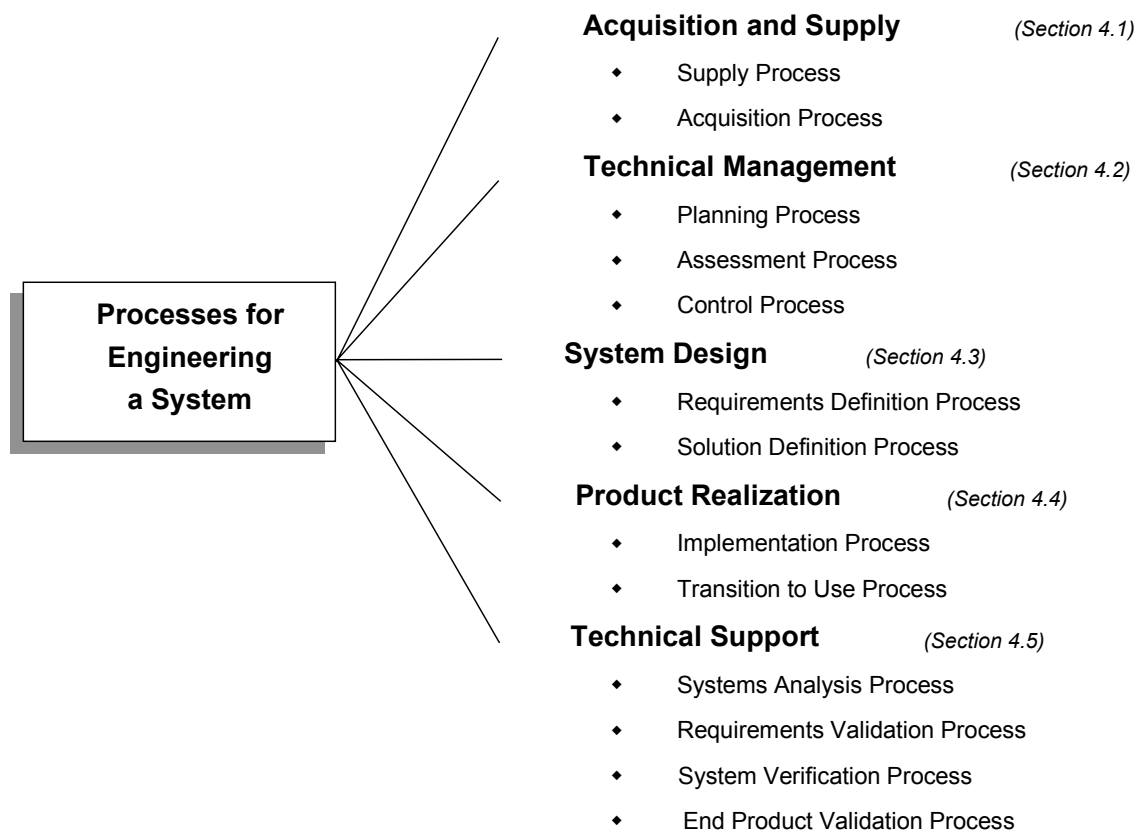 Acquisition and Supply (Section 4.1)
◆ Supply Process
◆ Acquisition Process
Technical Management (Section 4.2)
◆ Planning Process
◆ Assessment Process
◆ Control Process
Processes for
Engineering
a System
System Design (Section 4.3)
◆ Requirements Definition Process
◆ Solution Definition Process
Product Realization (Section 4.4)
◆ Implementation Process
◆ Transition to Use Process
Technical Support (Section 4.5)
◆ Systems Analysis Process
◆ Requirements Validation Process
◆ System Verification Process
◆ End Product Validation Process